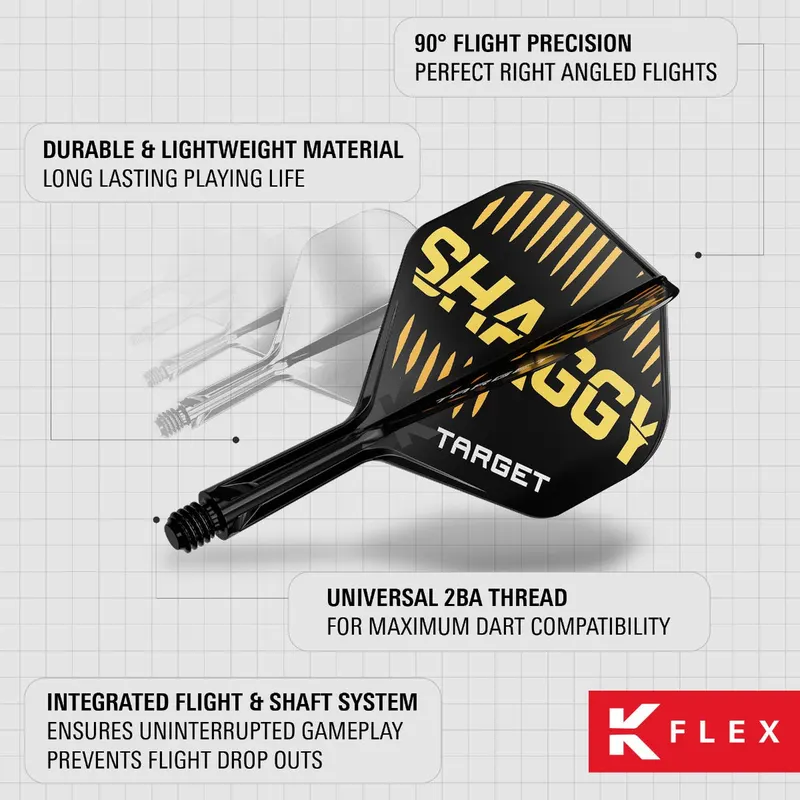 90° FLIGHT PRECISION
PERFECT RIGHT ANGLED FLIGHTS
DURABLE & LIGHTWEIGHT MATERIAL
LONG LASTING PLAYING LIFE
SHAGGY
TARGET
TARGET
UNIVERSAL 2BA THREAD
FOR MAXIMUM DART COMPATIBILITY
INTEGRATED FLIGHT & SHAFT SYSTEM
ENSURES UNINTERRUPTED GAMEPLAY
PREVENTS FLIGHT DROP OUTS
K FLEX